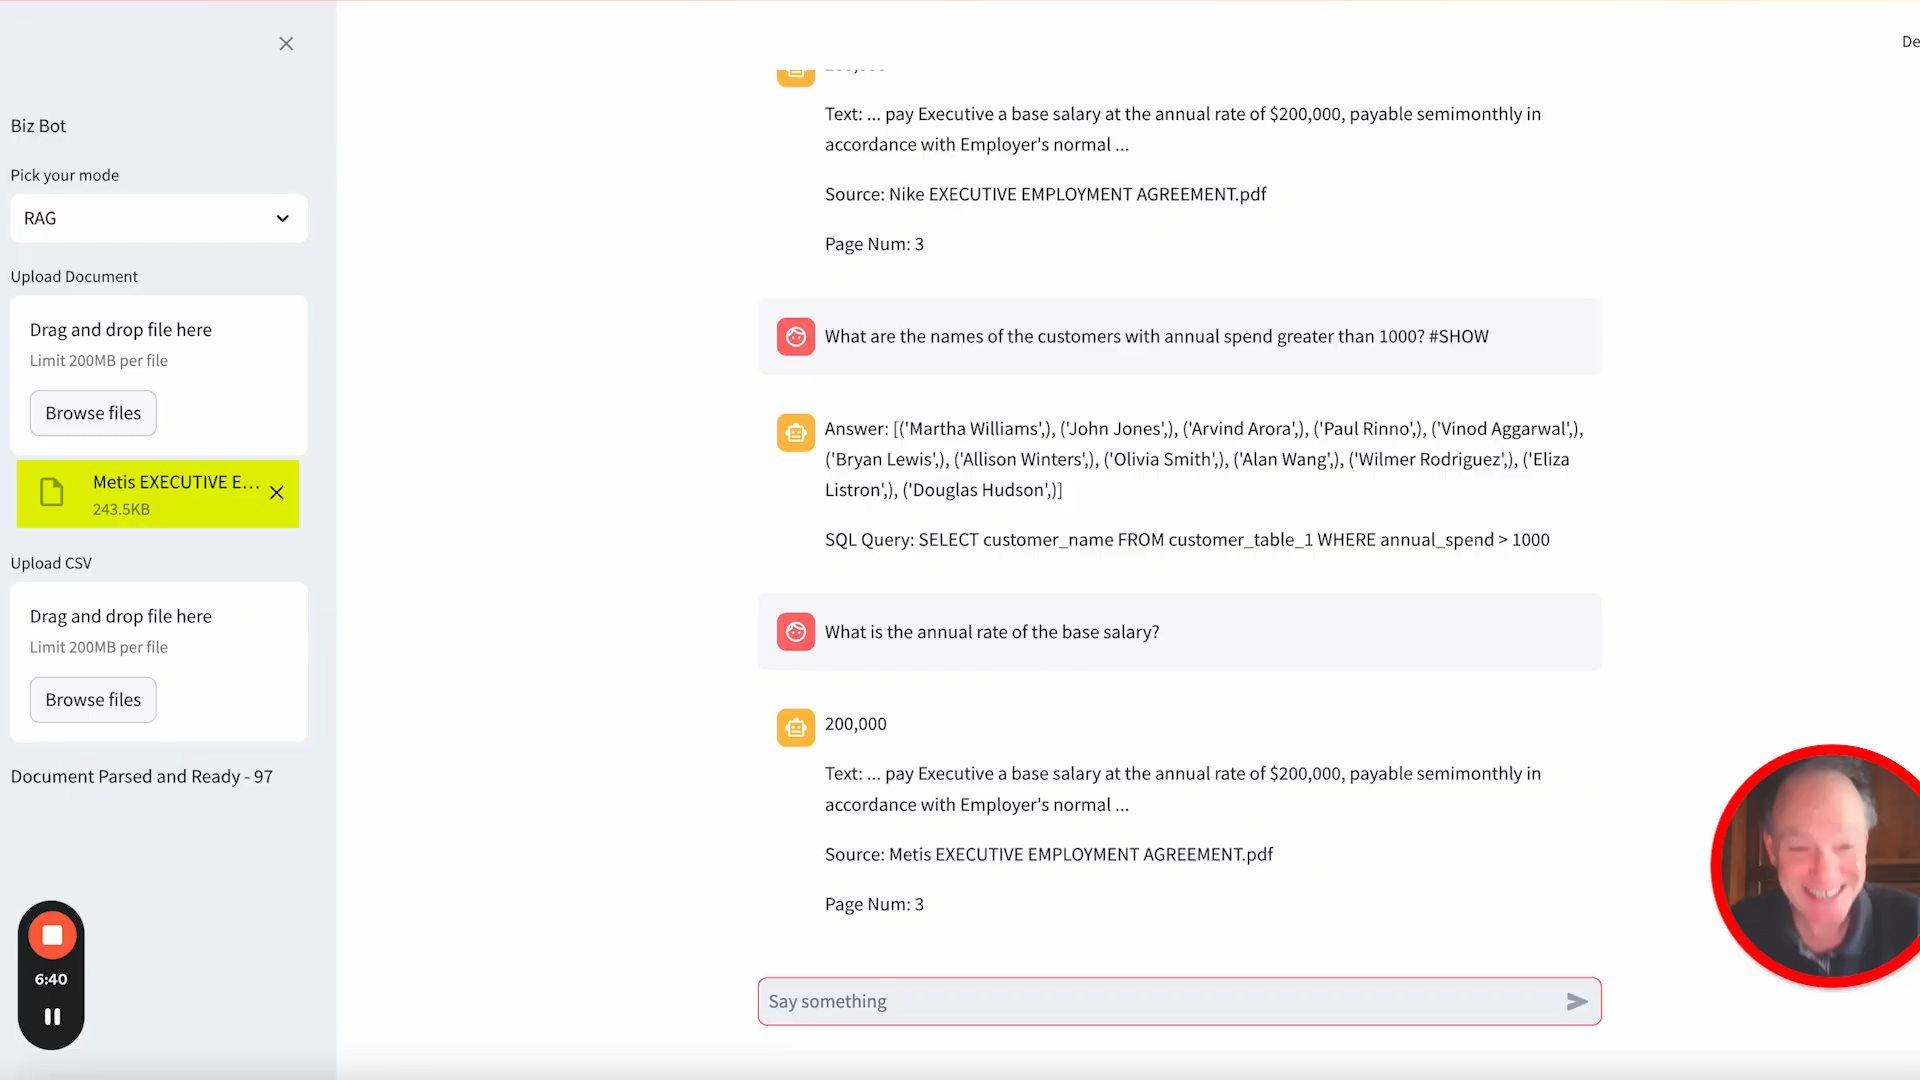 De
Biz Bot
Pick your mode
RAG
Upload Document
Drag and drop file here
Limit 200MB per file
Browse files
Metis EXECUTIVE E...
243.5KB
Upload CSV
Drag and drop file here
Limit 200MB per file
Browse files
Document Parsed and Ready - 97
6:40
Text: ... pay Executive a base salary at the annual rate of $200,000, payable semimonthly in
accordance with Employer's normal ...
Source: Nike EXECUTIVE EMPLOYMENT AGREEMENT.pdf
Page Num: 3
What are the names of the customers with annual spend greater than 1000? #SHOW
Answer: [('Martha Williams',), ('John Jones',), ('Arvind Arora',), ('Paul Rinno',), ('Vinod Aggarwal',),
('Bryan Lewis',), ('Allison Winters',), ('Olivia Smith',), ('Alan Wang',), ('Wilmer Rodriguez',), ('Eliza
Listron',), ('Douglas Hudson',)]
SQL Query: SELECT customer_name FROM customer_table_1 WHERE annual_spend > 1000
What is the annual rate of the base salary?
200,000
Text: ... pay Executive a base salary at the annual rate of $200,000, payable semimonthly in
accordance with Employer's normal ...
Source: Metis EXECUTIVE EMPLOYMENT AGREEMENT.pdf
Page Num: 3
Say something